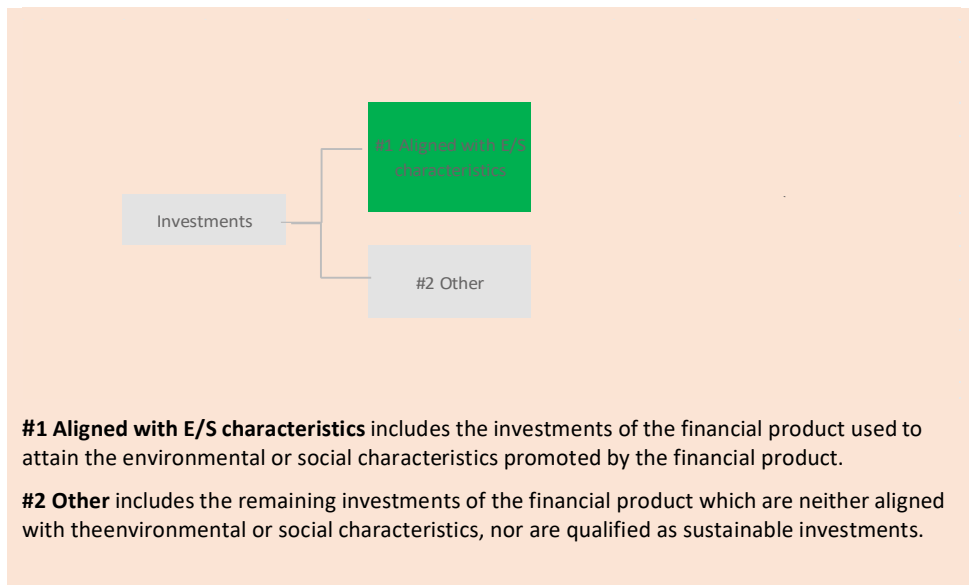 #1 Aligned with E/S
characteristics
Investments
#2 Other
#1 Aligned with E/S characteristics includes the investments of the financial product used to
attain the environmental or social characteristics promoted by the financial product.
#2 Other includes the remaining investments of the financial product which are neither aligned
with theenvironmental or social characteristics, nor are qualified as sustainable investments.